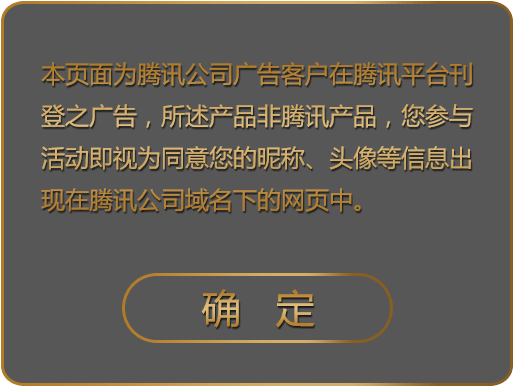 本页面为腾讯公司广告客户在腾讯平台刊
登之广告，所述产品非腾讯产品，您参与
活动即视为同意您的昵称、头像等信息出
现在腾讯公司域名下的网页中。
确 定